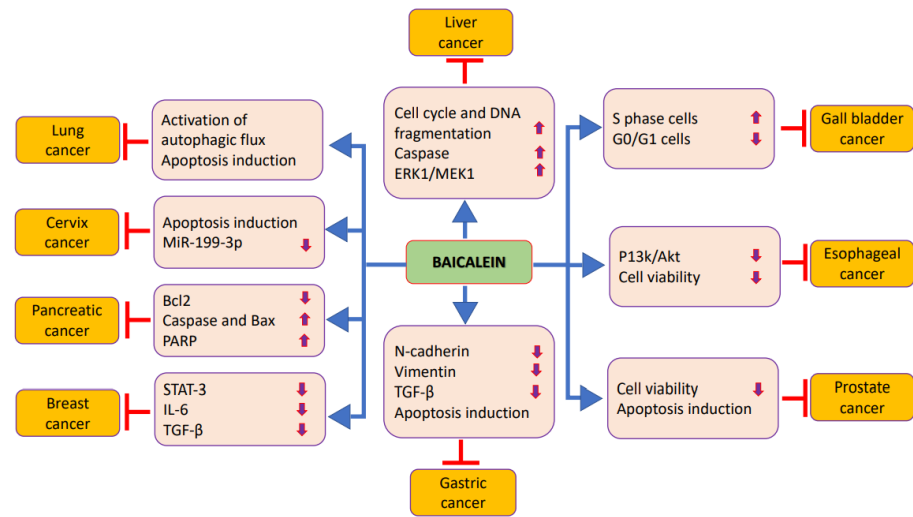 Liver
cancer
Lung
cancer
Activation of
autophagic flux
Apoptosis induction
Cell cycle and DNA
fragmentation
Caspase
ERK1/MEK1
S phase cells
G0/G1 cells
Gall bladder
cancer
Cervix
cancer
Apoptosis induction
MiR-199-3p
BAICALEIN
P13k/Akt
Cell viability
Esophageal
cancer
Pancreatic
cancer
Bcl2
Caspase and Bax
PARP
N-cadherin
Vimentin
TGF-β
Apoptosis induction
Breast
cancer
STAT-3
IL-6
TGF-β
Cell viability
Apoptosis induction
Prostate
cancer
Gastric
cancer